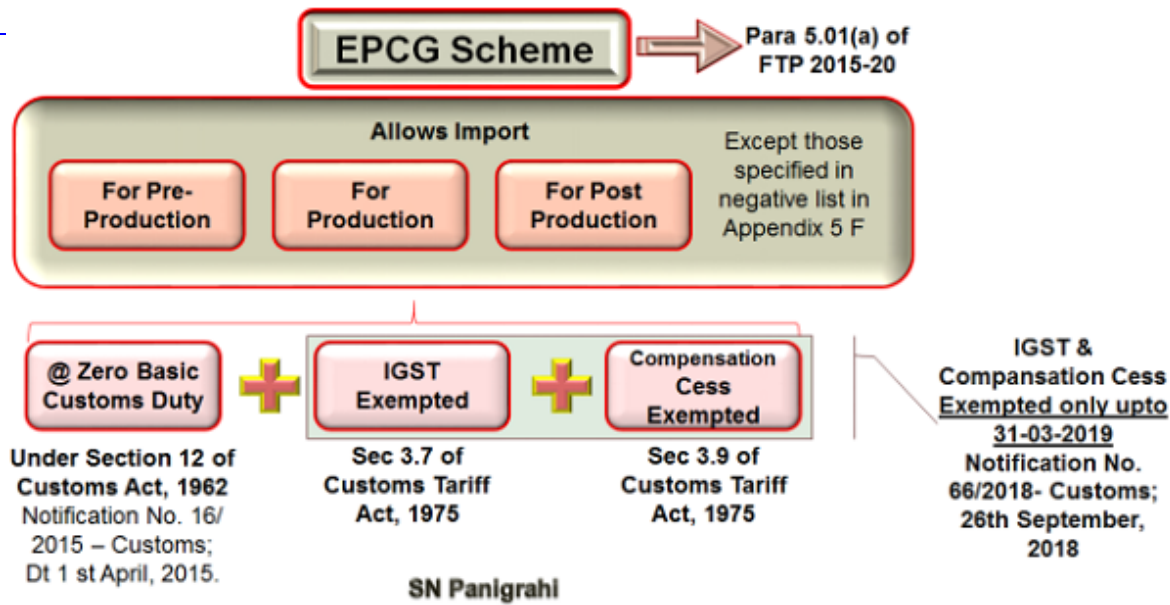 EPCG Scheme
Para 5.01(a) of
FTP 2015-20
Allows Import
For Pre-
Production
For
Production
For Post
Production
Except those
specified in
negative list in
Appendix 5 F
@ Zero Basic
Customs Duty
IGST
Exempted
Compensation
Cess
Exempted
Under Section 12 of
Customs Act, 1962
Notification No. 16/
2015 – Customs;
Dt 1 st April, 2015.
Sec 3.7 of
Customs Tariff
Act, 1975
Sec 3.9 of
Customs Tariff
Act, 1975
IGST &
Compansation Cess
Exempted only upto
31-03-2019
Notification No.
66/2018- Customs;
26th September,
2018
SN Panigrahi